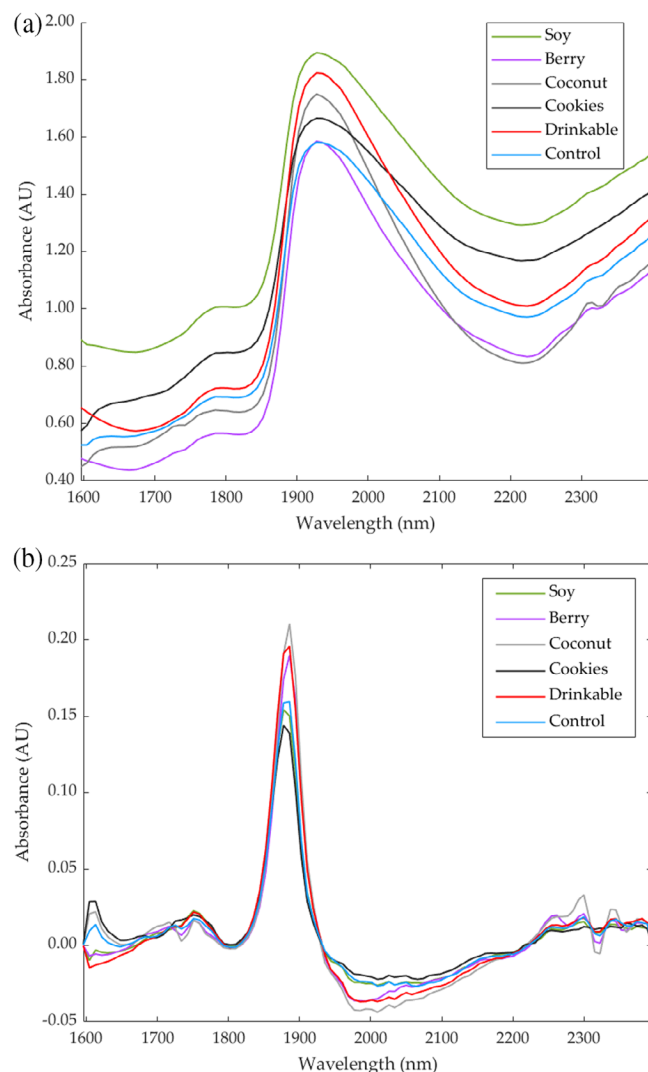 (a)
2.00
1.80
1.60
1.40
1.20
1.00
0.80
0.60
0.40
Absorbance (AU)
Soy
Berry
Coconut
Cookies
Drinkable
Control
1600 1700 1800 1900 2000 2100 2200 2300
Wavelength (nm)
(b)
0.25
0.20
0.15
0.10
0.05
0.00
-0.05
Absorbance (AU)
Soy
Berry
Coconut
Cookies
Drinkable
Control
1600 1700 1800 1900 2000 2100 2200 2300
Wavelength (nm)